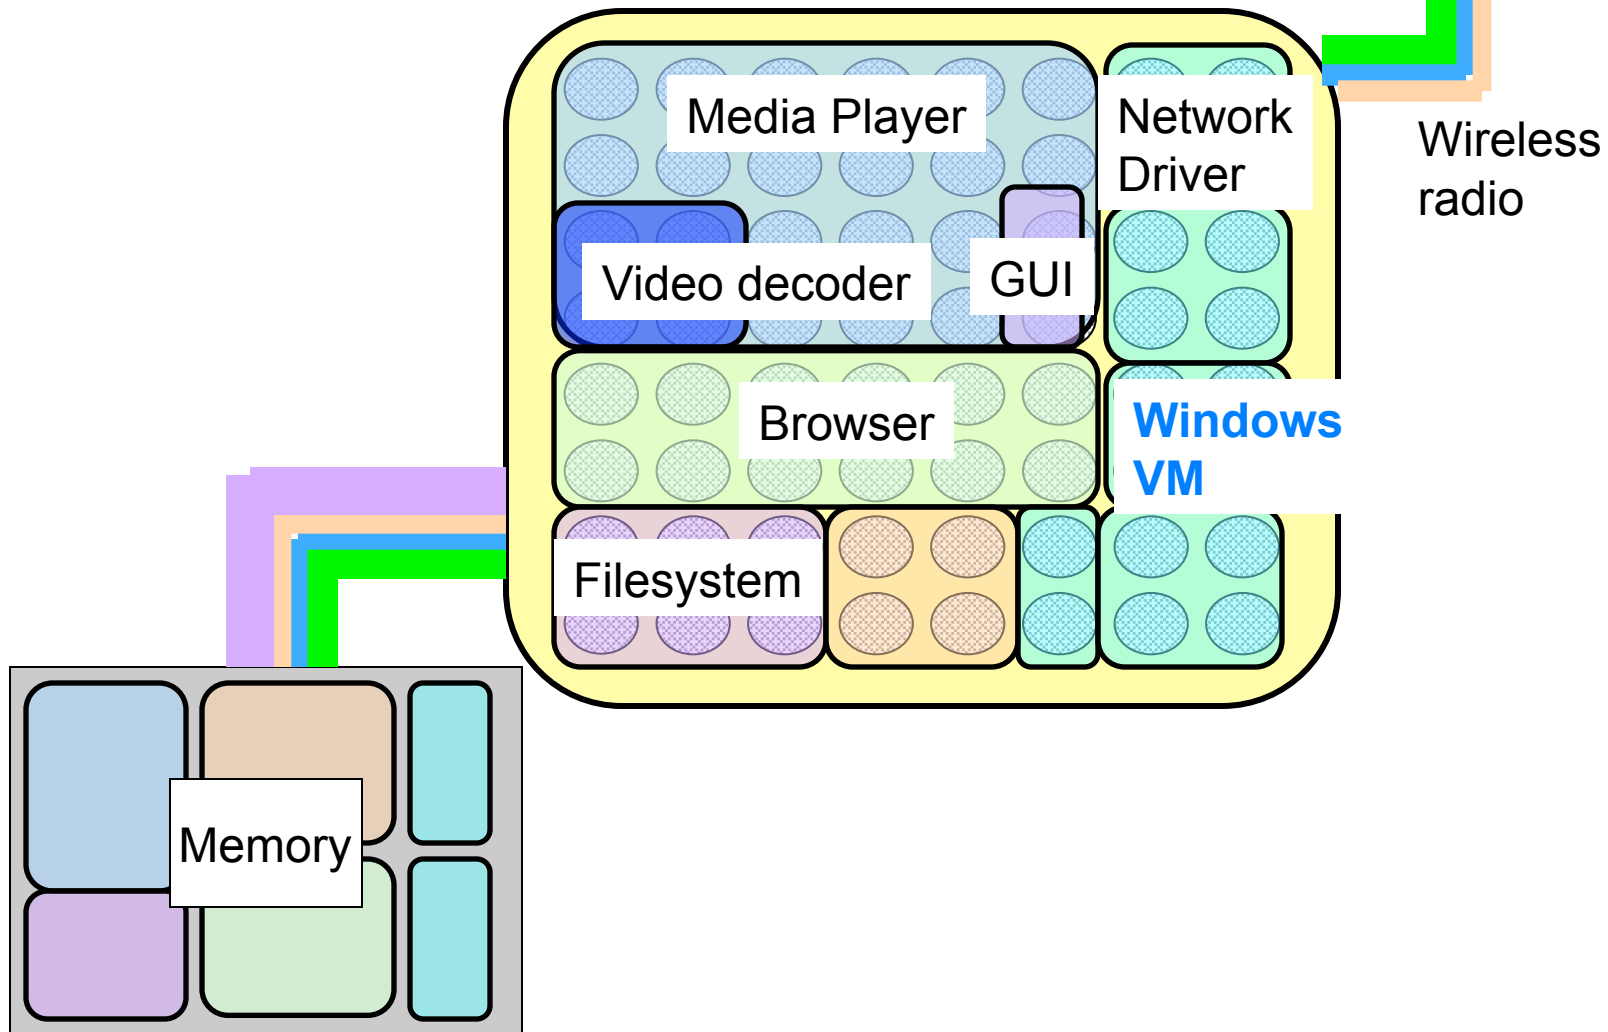 Media Player
Network
Driver
Wireless
radio
Video decoder
GUI
Browser
Windows
VM
Filesystem
Memory